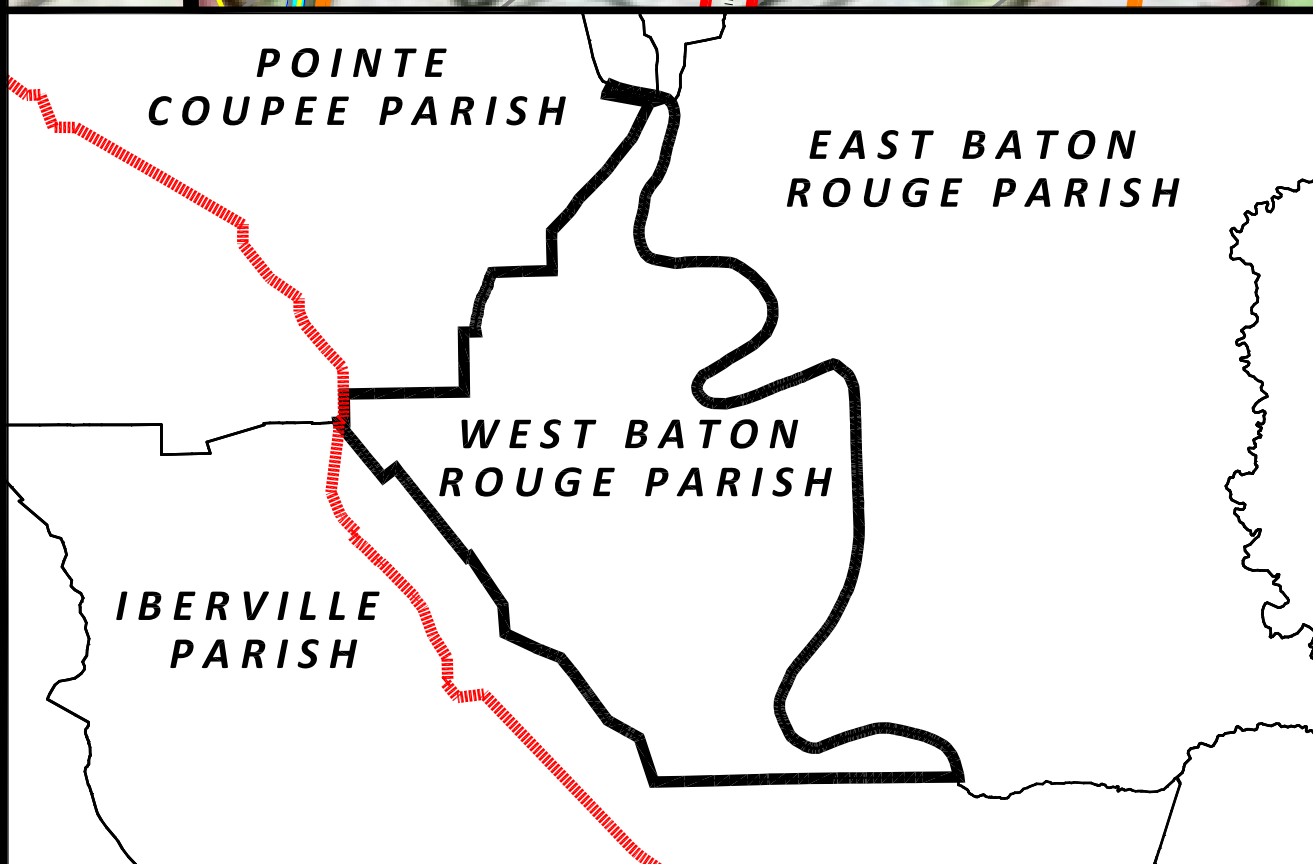 POINTE
COUPEE PARISH
EAST BATON
ROUGE PARISH
WEST BATON
ROUGE PARISH
IBERVILLE
PARISH